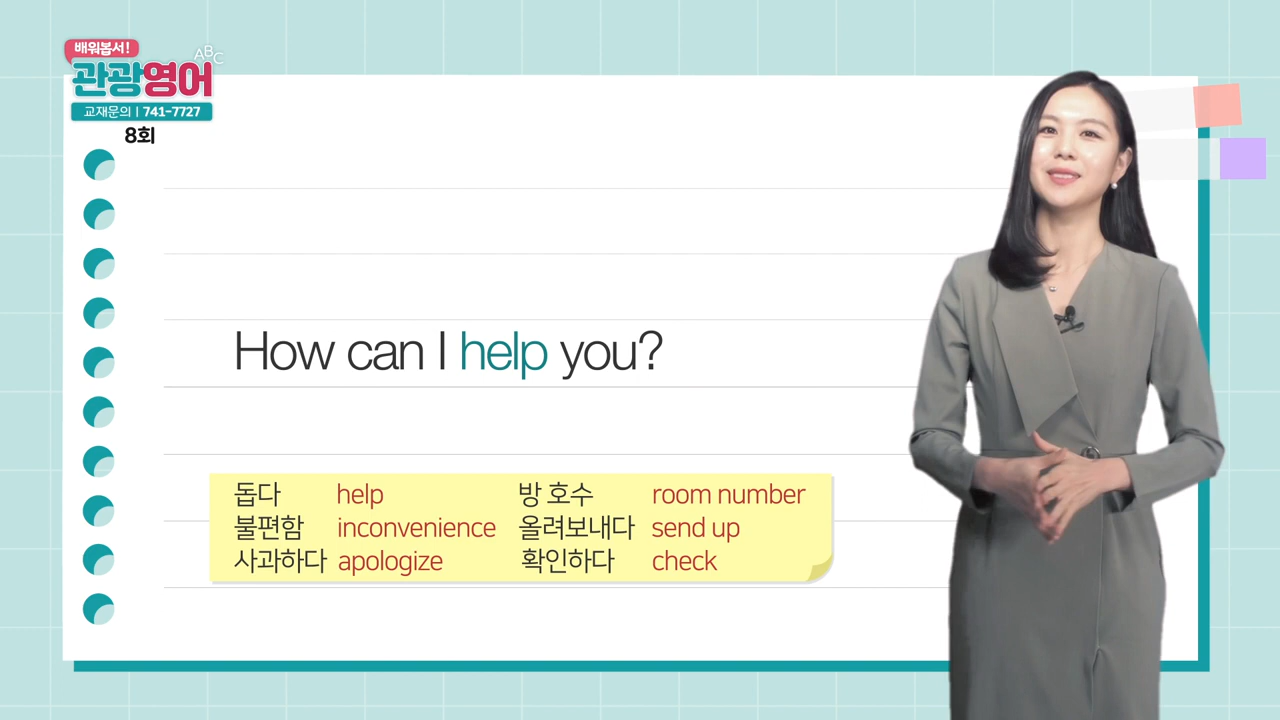 배워봅서!
ABC
관광영어
교재문의 | 741-7727
8회
How can I help you?
돕다 help 방 호수 room number
불편함 inconvenience 올려보내다 send up
사과하다 apologize 확인하다 check